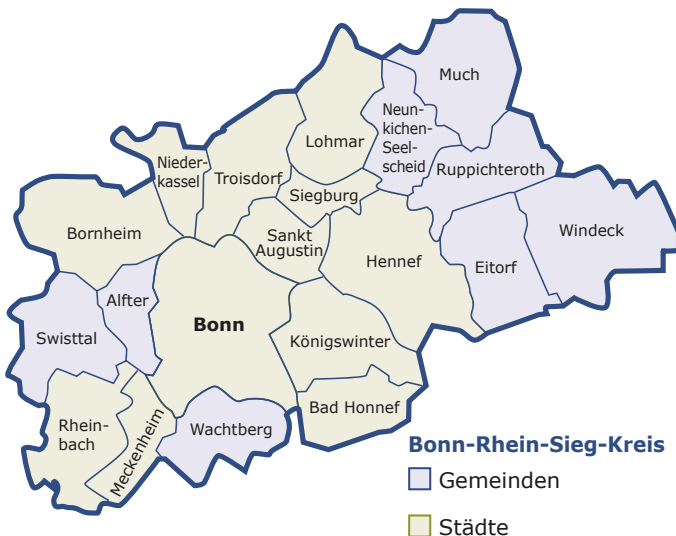 Much
Neun-
kichen-
Seel-
scheid
Lohmar
Nieder-
kassel
Troisdorf
Ruppichteroth
Siegburg
Bornheim
Sankt
Augustin
Hennef
Windeck
Eitorf
Alfter
Bonn
Swisttal
Königswinter
Rhein-
bach
Meckenheim
Wachtberg
Bad Honnef
Bonn-Rhein-Sieg-Kreis
Gemeinden
Städte